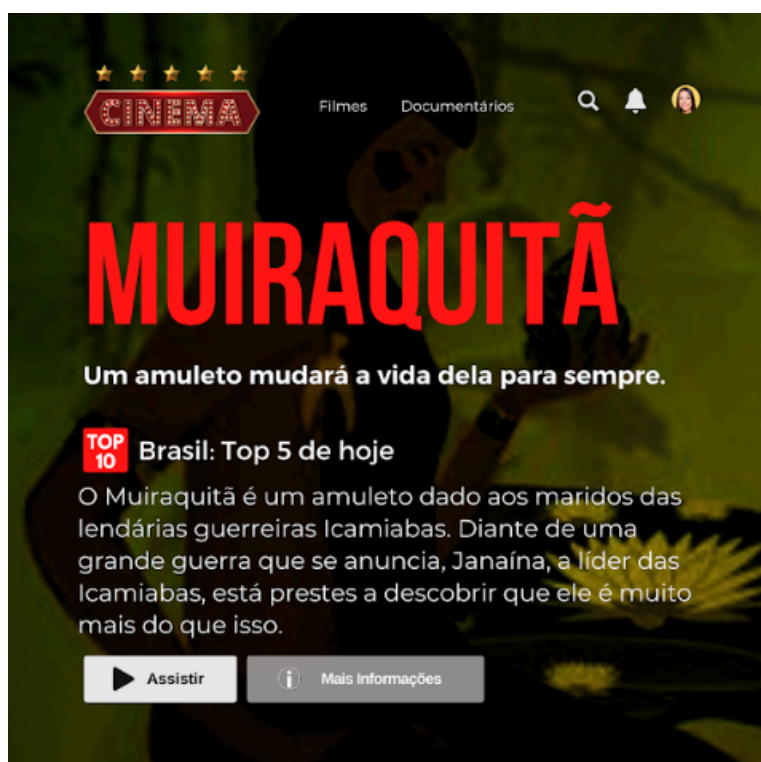 CINEMA
Filmes Documentários
MUIRAQUITÃ
Um amuleto mudará a vida dela para sempre.
TOP
10
Brasil: Top 5 de hoje
O Muiraquitã é um amuleto dado aos maridos das
lendárias guerreiras Icamiabas. Diante de uma
grande guerra que se anuncia, Janaína, a líder das
Icamiabas, está prestes a descobrir que ele é muito
mais do que isso.
Assistir
Mais Informações